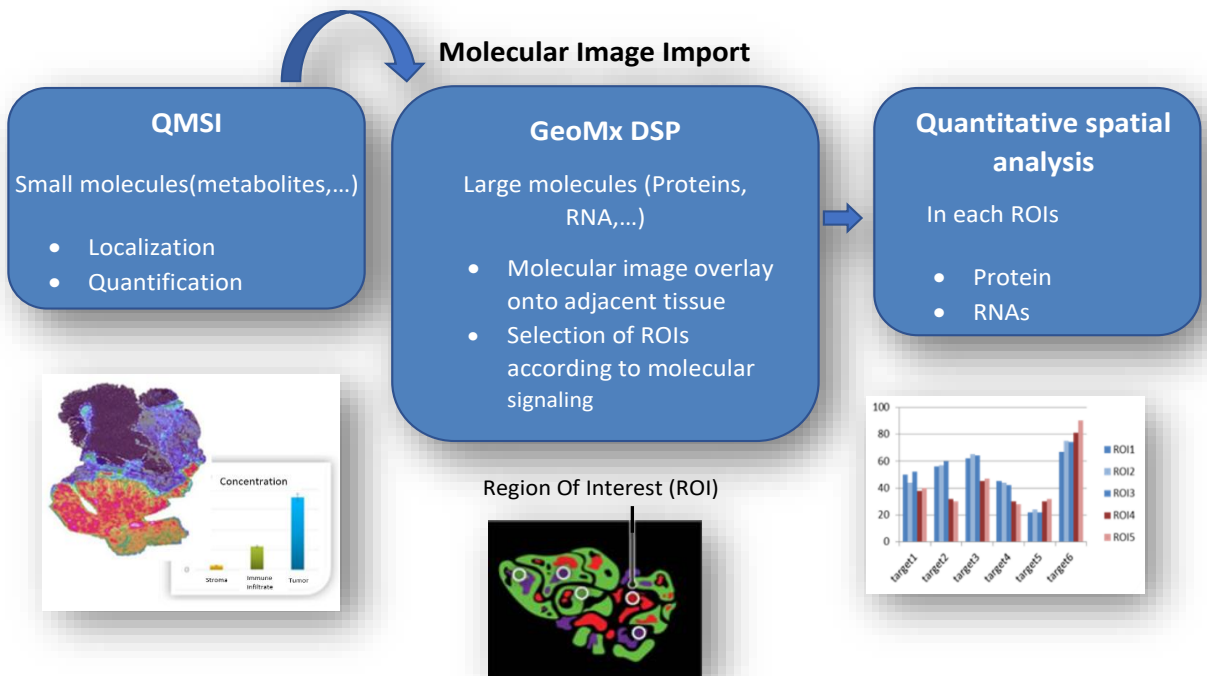 Molecular Image Import
QMSI
Small molecules(metabolites,…)
• Localization
• Quantification
GeoMx DSP
Large molecules (Proteins,
RNA,…)
• Molecular image overlay
onto adjacent tissue
• Selection of ROIs
according to molecular
signaling
Quantitative spatial
analysis
In each ROIs
• Protein
• RNAs
Concentration
0
Stroma
Immune
infiltrate
Tumor
Region Of Interest (ROI)
100
80
60
40
20
0
target1
target2
target3
target4
target5
target6
ROI1
ROI2
ROI3
ROI4
ROI5